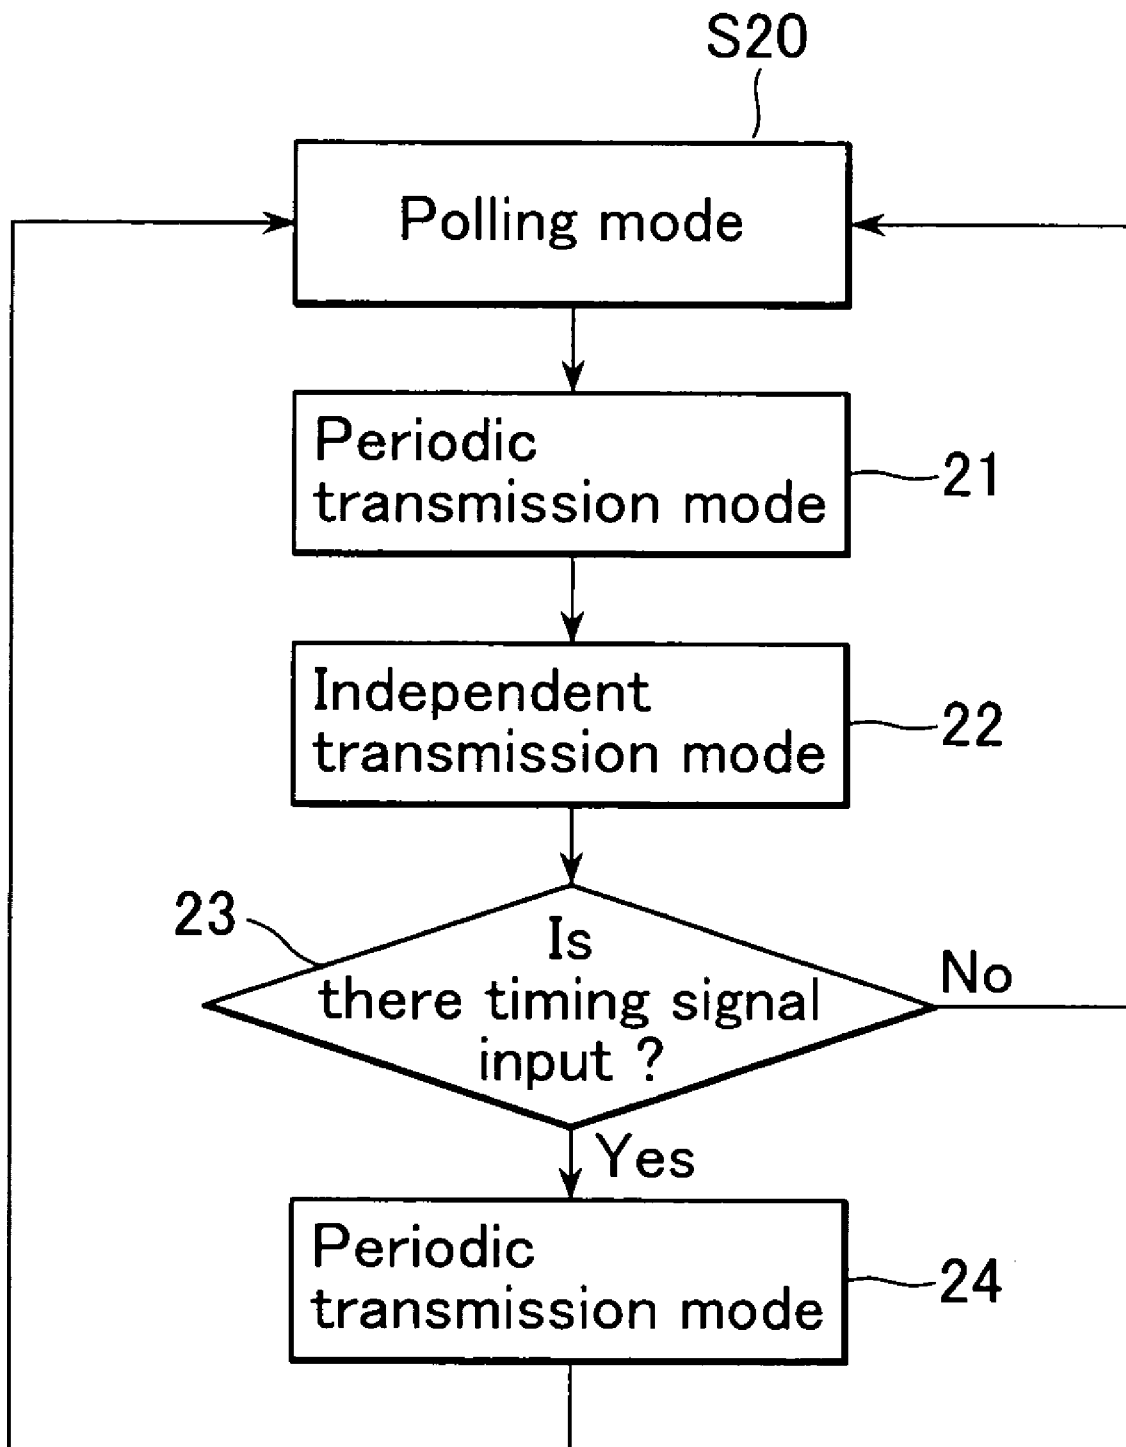 S20
Polling mode
Periodic
transmission mode
21
Independent
transmission mode
22
23
Is
there timing signal
input ?
No
Yes
Periodic
transmission mode
24